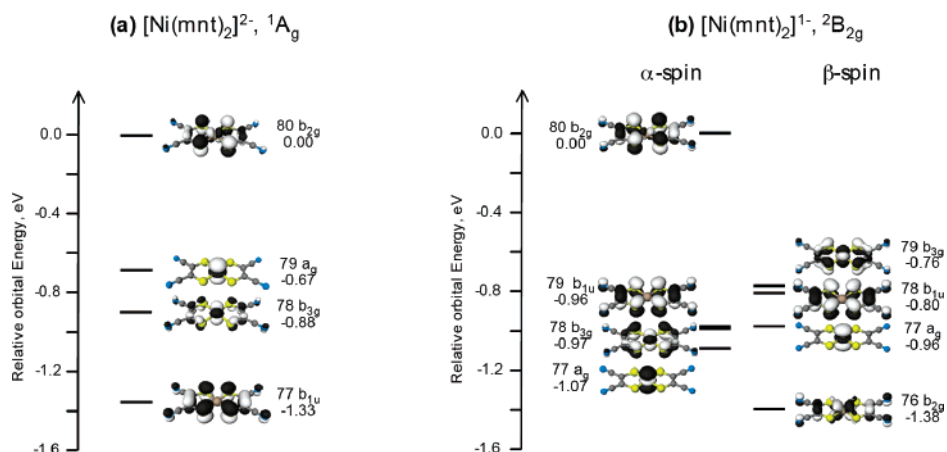 (a) [Ni(mnt)₂]²⁻, ¹A_g
Relative orbital Energy, eV
0.0
-0.4
-0.8
-1.2
-1.6
80 b₂g
0.00
79 a_g
-0.67
78 b₃g
-0.88
77 b₁u
-1.33
(b) [Ni(mnt)₂]¹⁻, ²B₂g
α-spin
β-spin
Relative orbital Energy, eV
0.0
-0.4
-0.8
-1.2
-1.6
80 b₂g
0.00
79 b₁u
-0.96
78 b₃g
-0.97
77 a_g
-1.07
79 b₃g
-0.76
78 b₁u
-0.80
77 a_g
-0.96
76 b₂g
-1.38